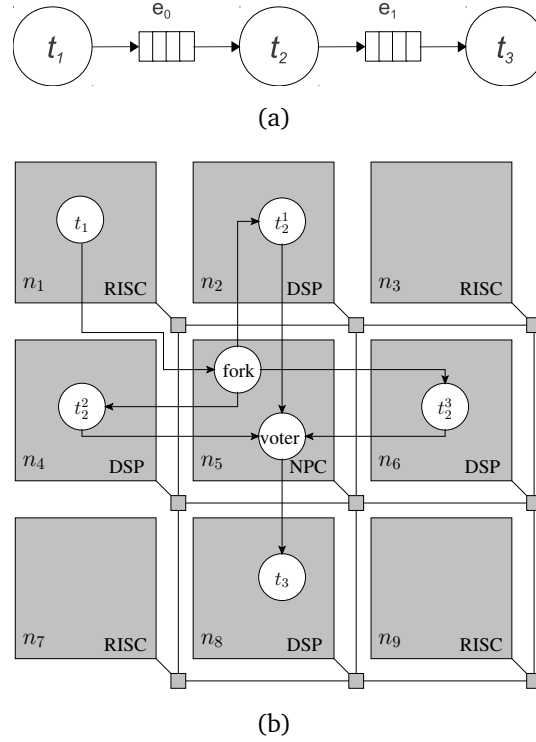 e₀ e₁
t₁ t₂ t₃
(a)
t₁ t₂¹
n₁ RISC n₂ DSP n₃ RISC
fork
t₂² t₂³
voter
n₄ DSP n₅ NPC n₆ DSP
t₃
n₇ RISC n₈ DSP n₉ RISC
(b)